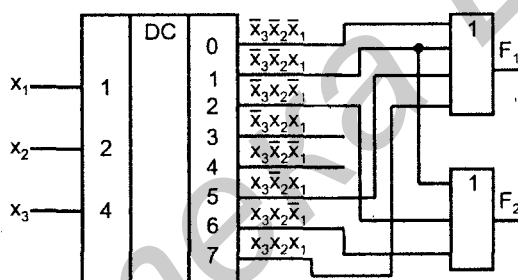 DC
0 x̄₃x̄₂x̄₁
1 x̄₃x̄₂x₁
2 x̄₃x₂x̄₁
3 x̄₃x₂x₁
4 x₃x̄₂x̄₁
5 x₃x̄₂x₁
6 x₃x₂x̄₁
7 x₃x₂x₁
x₁ 1
x₂ 2
x₃ 4
1 F₁
1 F₂